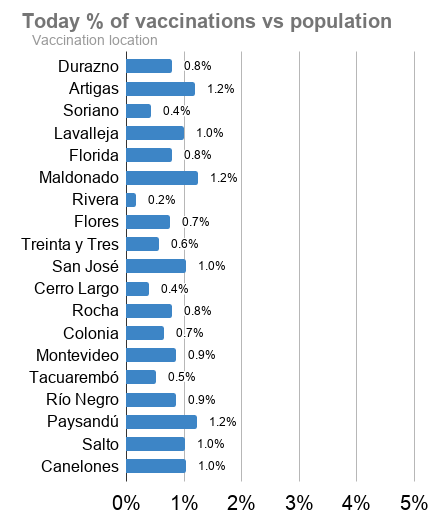 Today % of vaccinations vs population
Vaccination location
Durazno 0.8%
Artigas 1.2%
Soriano 0.4%
Lavalleja 1.0%
Florida 0.8%
Maldonado 1.2%
Rivera 0.2%
Flores 0.7%
Treinta y Tres 0.6%
San José 1.0%
Cerro Largo 0.4%
Rocha 0.8%
Colonia 0.7%
Montevideo 0.9%
Tacuarembó 0.5%
Río Negro 0.9%
Paysandú 1.2%
Salto 1.0%
Canelones 1.0%
0% 1% 2% 3% 4% 5%